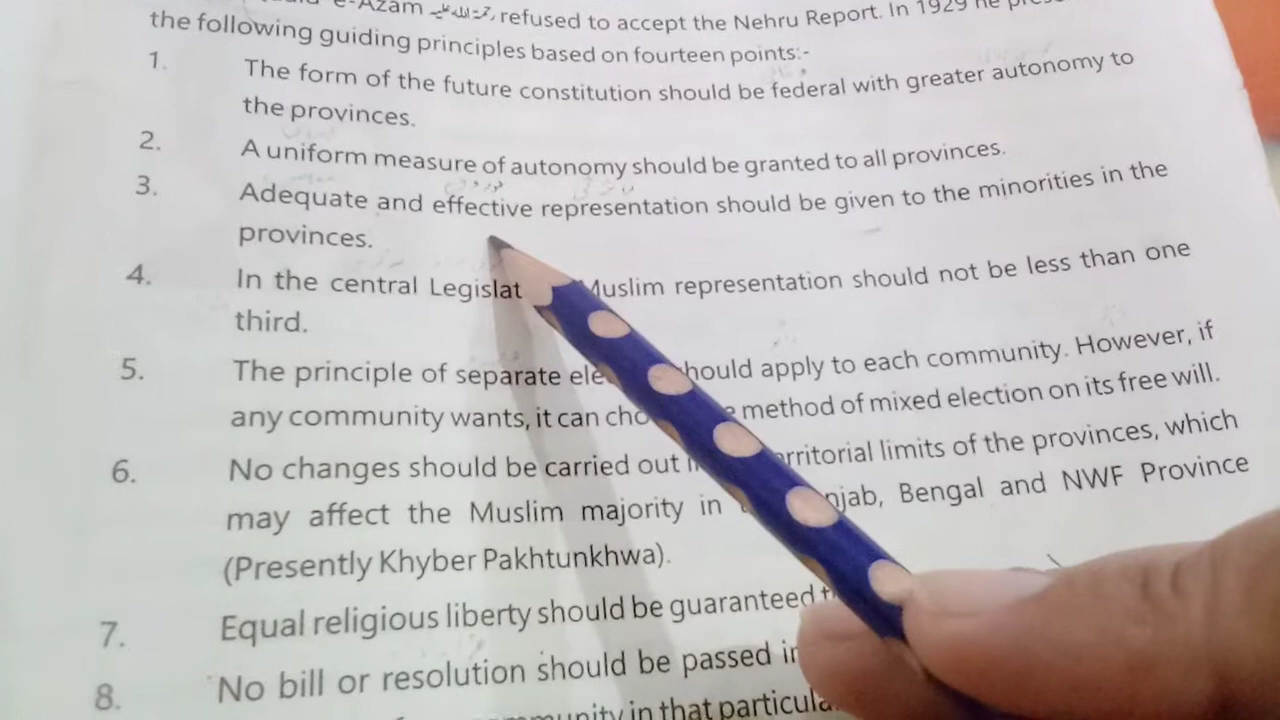 e-Azam refused to accept the Nehru Report. In 1929 he
the following guiding principles based on fourteen points:-
1. The form of the future constitution should be federal with greater autonomy to
the provinces.
2. A uniform measure of autonomy should be granted to all provinces.
3. Adequate and effective representation should be given to the minorities in the
provinces.
4. In the central Legislat Muslim representation should not be less than one
third.
5. The principle of separate ele hould apply to each community. However, if
any community wants, it can cho method of mixed election on its free will.
6. No changes should be carried out rritorial limits of the provinces, which
may affect the Muslim majority in njab, Bengal and NWF Province
(Presently Khyber Pakhtunkhwa).
7. Equal religious liberty should be guaranteed
8. No bill or resolution should be passed in
in that particula